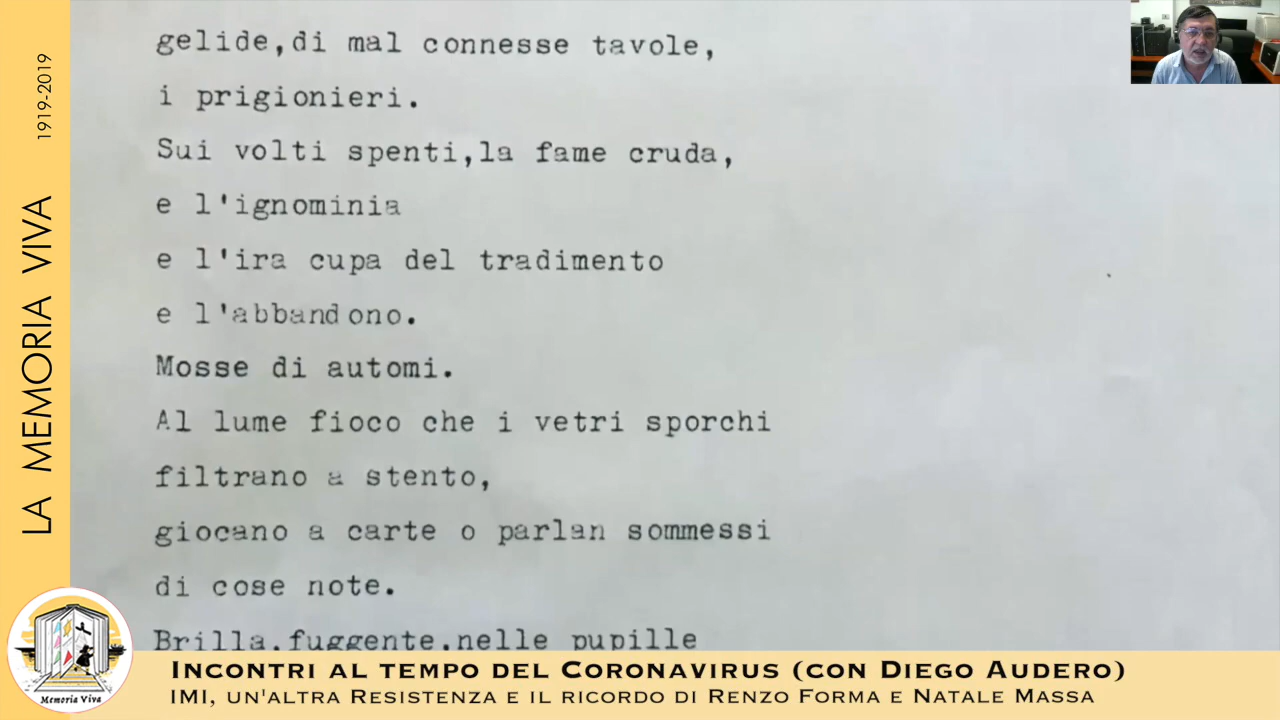 gelide,di mal connesse tavole,
i prigionieri.
Sui volti spenti,la fame cruda,
e l'ignominia
e l'ira cupa del tradimento
e l'abbandono.
Mosse di automi.
Al lume fioco che i vetri sporchi
filtrano a stento,
giocano a carte o parlan sommessi
di cose note.
Brilla,fuggente,nelle pupille
LA MEMORIA VIVA 1919-2019
Memoria Viva
INCONTRI AL TEMPO DEL CORONAVIRUS (CON DIEGO AUDERO)
IMI, UN'ALTRA RESISTENZA E IL RICORDO DI RENZO FORMA E NATALE MASSA